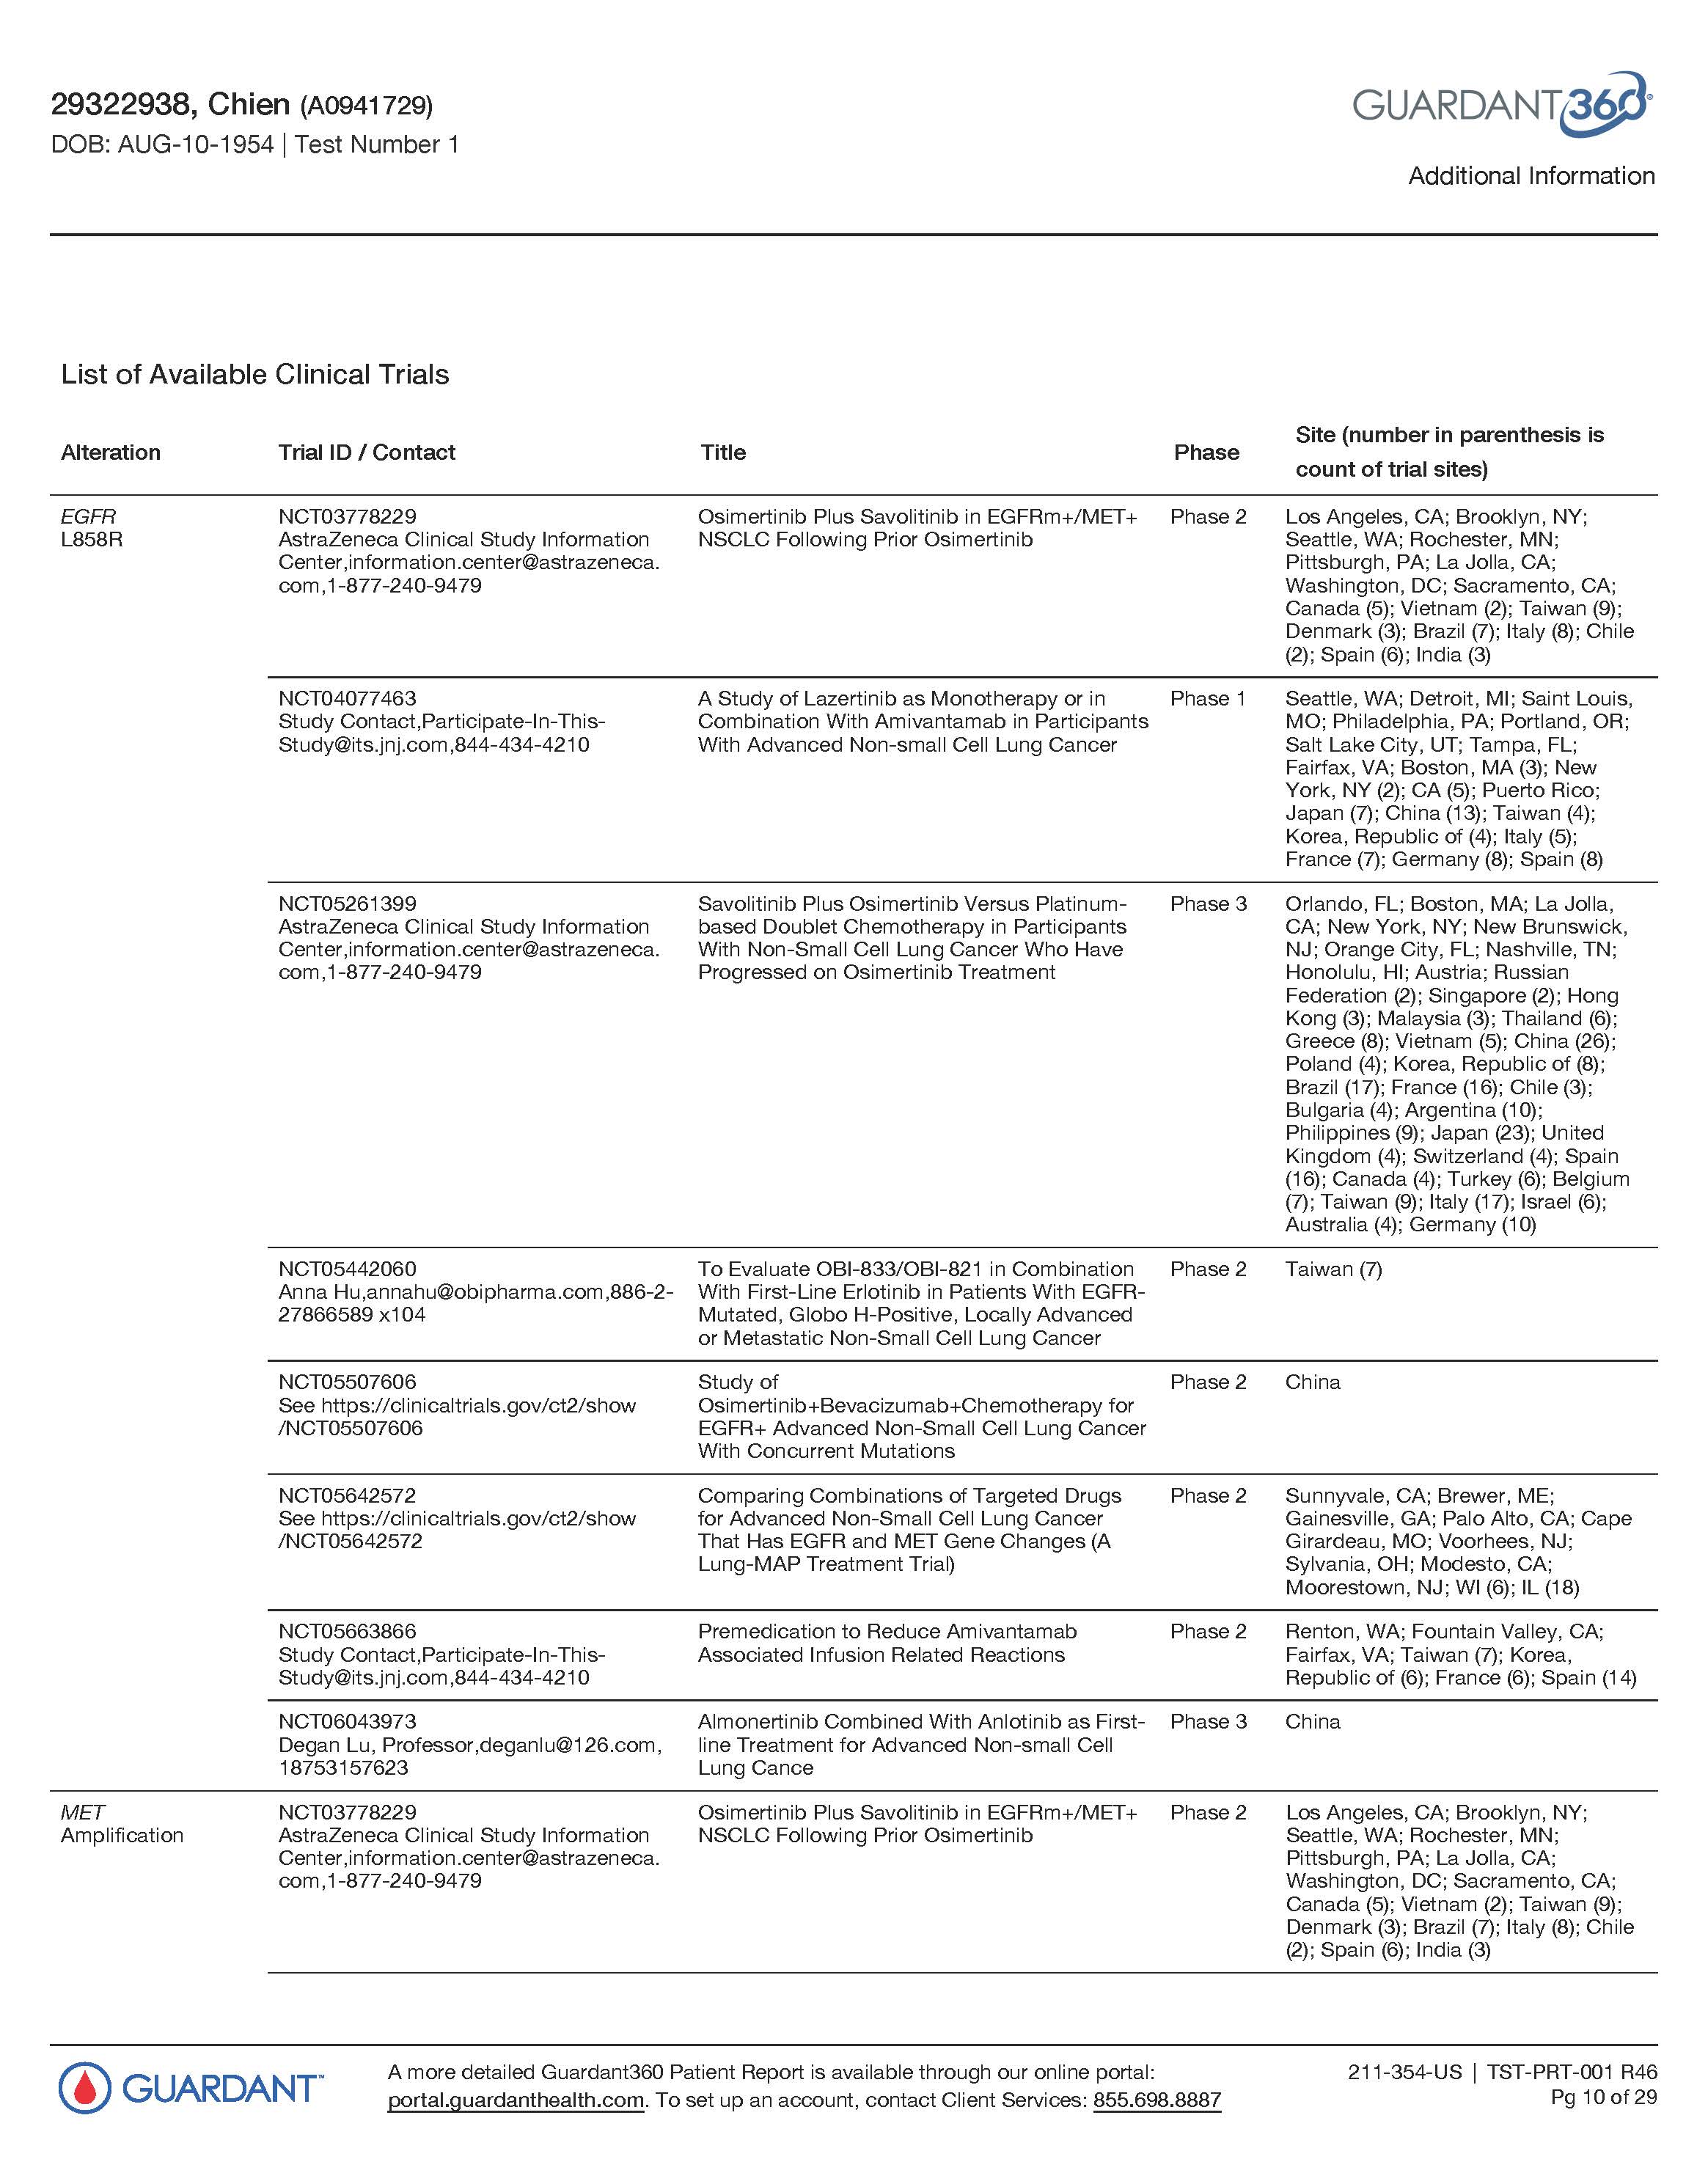 29322938, Chien (A0941729)
DOB: AUG-10-1954 | Test Number 1
GUARDANT360®
Additional Information
List of Available Clinical Trials
Alteration
Trial ID / Contact
Title
Phase
Site (number in parenthesis is
count of trial sites)
EGFR
L858R
NCT03778229
AstraZeneca Clinical Study Information
Center,information.center@astrazeneca.
com,1-877-240-9479
Osimertinib Plus Savolitinib in EGFRm+/MET+
NSCLC Following Prior Osimertinib
Phase 2
Los Angeles, CA; Brooklyn, NY;
Seattle, WA; Rochester, MN;
Pittsburgh, PA; La Jolla, CA;
Washington, DC; Sacramento, CA;
Canada (5); Vietnam (2); Taiwan (9);
Denmark (3); Brazil (7); Italy (8); Chile
(2); Spain (6); India (3)
NCT04077463
Study Contact,Participate-In-This-
Study@its.jnj.com,844-434-4210
A Study of Lazertinib as Monotherapy or in
Combination With Amivantamab in Participants
With Advanced Non-small Cell Lung Cancer
Phase 1
Seattle, WA; Detroit, MI; Saint Louis,
MO; Philadelphia, PA; Portland, OR;
Salt Lake City, UT; Tampa, FL;
Fairfax, VA; Boston, MA (3); New
York, NY (2); CA (5); Puerto Rico;
Japan (7); China (13); Taiwan (4);
Korea, Republic of (4); Italy (5);
France (7); Germany (8); Spain (8)
NCT05261399
AstraZeneca Clinical Study Information
Center,information.center@astrazeneca.
com,1-877-240-9479
Savolitinib Plus Osimertinib Versus Platinum-
based Doublet Chemotherapy in Participants
With Non-Small Cell Lung Cancer Who Have
Progressed on Osimertinib Treatment
Phase 3
Orlando, FL; Boston, MA; La Jolla,
CA; New York, NY; New Brunswick,
NJ; Orange City, FL; Nashville, TN;
Honolulu, HI; Austria; Russian
Federation (2); Singapore (2); Hong
Kong (3); Malaysia (3); Thailand (6);
Greece (8); Vietnam (5); China (26);
Poland (4); Korea, Republic of (8);
Brazil (17); France (16); Chile (3);
Bulgaria (4); Argentina (10);
Philippines (9); Japan (23); United
Kingdom (4); Switzerland (4); Spain
(16); Canada (4); Turkey (6); Belgium
(7); Taiwan (9); Italy (17); Israel (6);
Australia (4); Germany (10)
NCT05442060
Anna Hu,annahu@obipharma.com,886-2-
27866589 x104
To Evaluate OBI-833/OBI-821 in Combination
With First-Line Erlotinib in Patients With EGFR-
Mutated, Globo H-Positive, Locally Advanced
or Metastatic Non-Small Cell Lung Cancer
Phase 2
Taiwan (7)
NCT05507606
See https://clinicaltrials.gov/ct2/show
/NCT05507606
Study of
Osimertinib+Bevacizumab+Chemotherapy for
EGFR+ Advanced Non-Small Cell Lung Cancer
With Concurrent Mutations
Phase 2
China
NCT05642572
See https://clinicaltrials.gov/ct2/show
/NCT05642572
Comparing Combinations of Targeted Drugs
for Advanced Non-Small Cell Lung Cancer
That Has EGFR and MET Gene Changes (A
Lung-MAP Treatment Trial)
Phase 2
Sunnyvale, CA; Brewer, ME;
Gainesville, GA; Palo Alto, CA; Cape
Girardeau, MO; Voorhees, NJ;
Sylvania, OH; Modesto, CA;
Moorestown, NJ; WI (6); IL (18)
NCT05663866
Study Contact,Participate-In-This-
Study@its.jnj.com,844-434-4210
Premedication to Reduce Amivantamab
Associated Infusion Related Reactions
Phase 2
Renton, WA; Fountain Valley, CA;
Fairfax, VA; Taiwan (7); Korea,
Republic of (6); France (6); Spain (14)
NCT06043973
Degan Lu, Professor,deganlu@126.com,
18753157623
Almonertinib Combined With Anlotinib as First-
line Treatment for Advanced Non-small Cell
Lung Cance
Phase 3
China
MET
Amplification
NCT03778229
AstraZeneca Clinical Study Information
Center,information.center@astrazeneca.
com,1-877-240-9479
Osimertinib Plus Savolitinib in EGFRm+/MET+
NSCLC Following Prior Osimertinib
Phase 2
Los Angeles, CA; Brooklyn, NY;
Seattle, WA; Rochester, MN;
Pittsburgh, PA; La Jolla, CA;
Washington, DC; Sacramento, CA;
Canada (5); Vietnam (2); Taiwan (9);
Denmark (3); Brazil (7); Italy (8); Chile
(2); Spain (6); India (3)
GUARDANT™
A more detailed Guardant360 Patient Report is available through our online portal:
portal.guardanthealth.com. To set up an account, contact Client Services: 855.698.8887
211-354-US | TST-PRT-001 R46
Pg 10 of 29